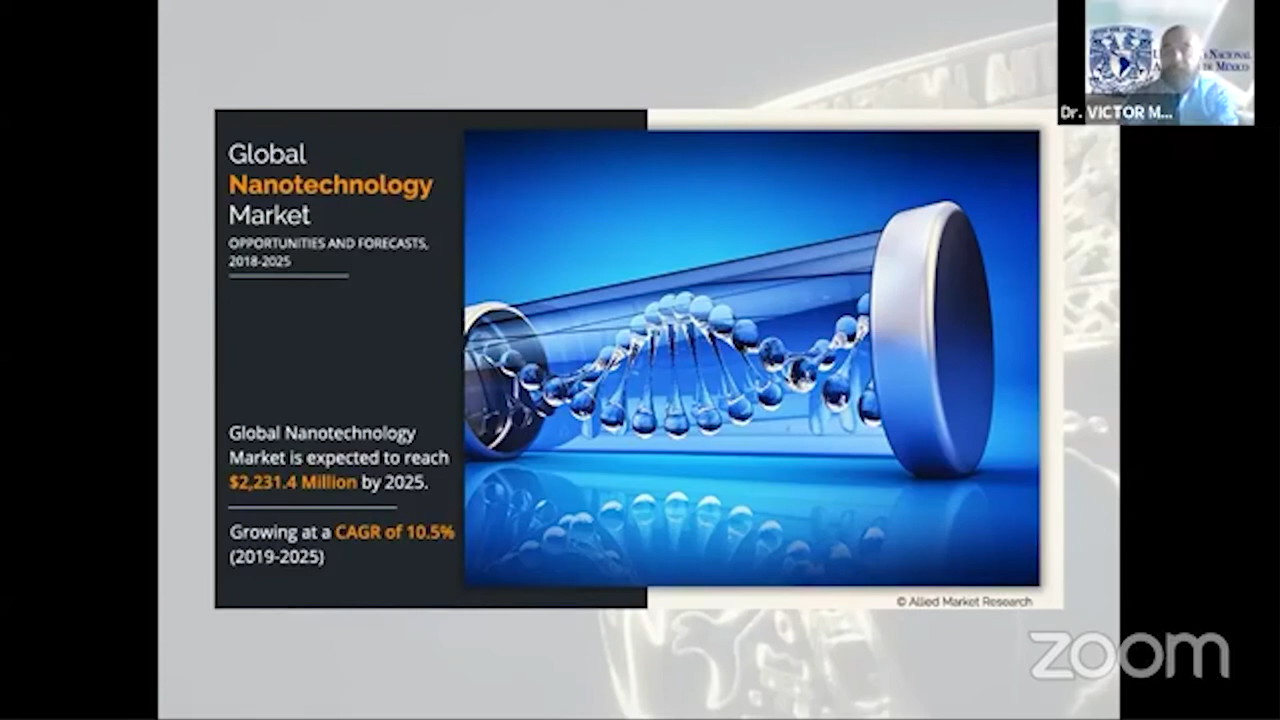 Global
Nanotechnology
Market
OPPORTUNITIES AND FORECASTS,
2018-2025
Global Nanotechnology
Market is expected to reach
$2,231.4 Million by 2025.
Growing at a CAGR of 10.5%
(2019-2025)
© Allied Market Research
Dr. VICTOR M...
zoom